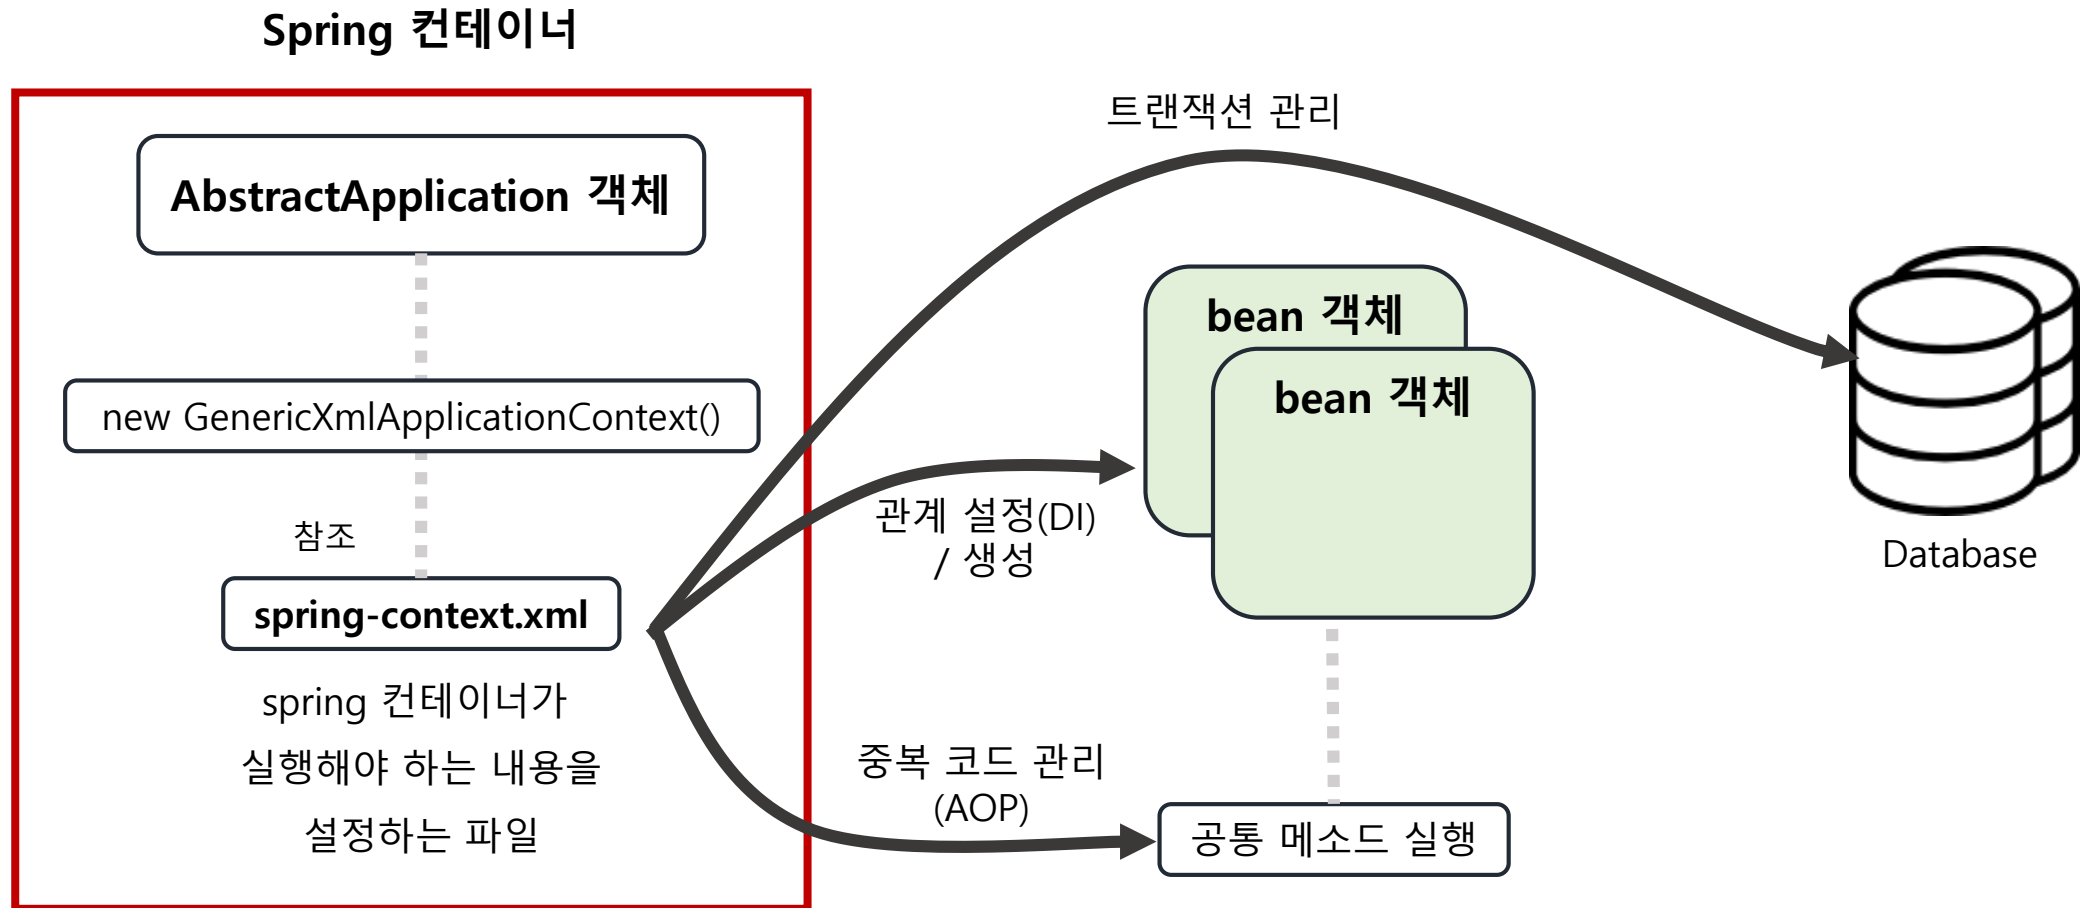 Spring 컨테이너
AbstractApplication 객체
new GenericXmlApplicationContext()
참조
spring-context.xml
spring 컨테이너가
실행해야 하는 내용을
설정하는 파일
트랜잭션 관리
관계 설정(DI)
/ 생성
중복 코드 관리
(AOP)
bean 객체
bean 객체
공통 메소드 실행
Database